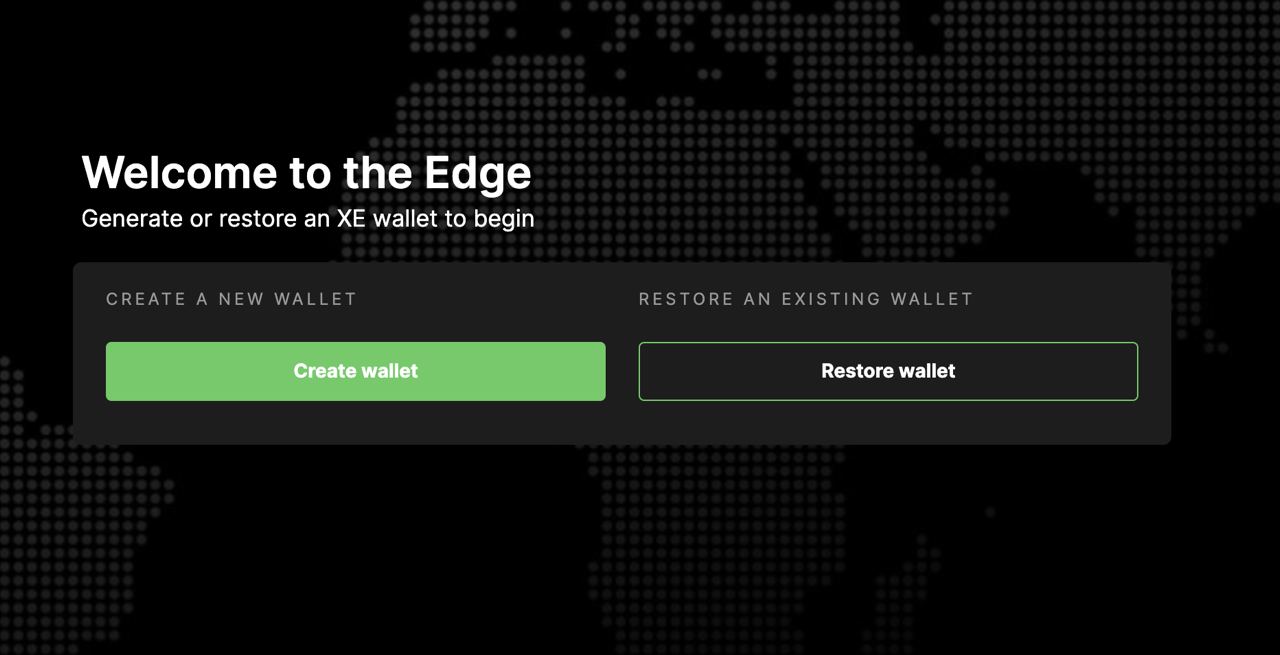 Welcome to the Edge
Generate or restore an XE wallet to begin
CREATE A NEW WALLET
RESTORE AN EXISTING WALLET
Create wallet
Restore wallet